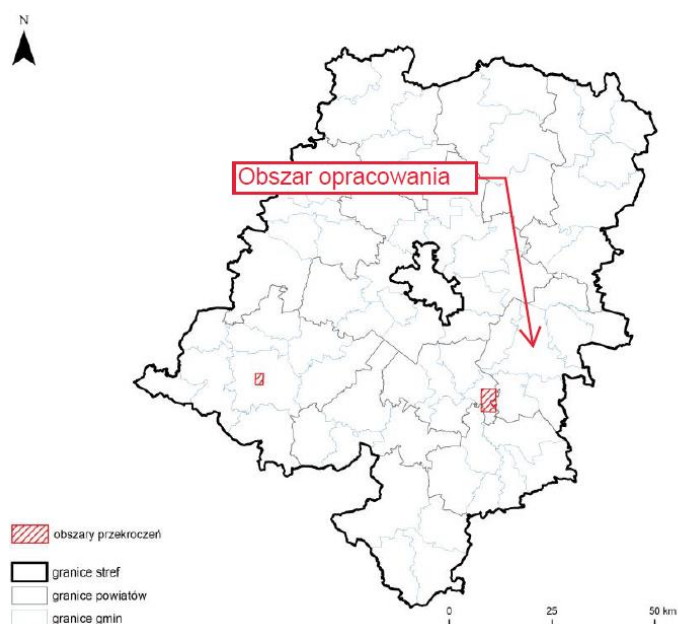 N
Obszar opracowania
obszary przekroczeń
granice stref
granice powiatów
granice gmin
0 25 50 km